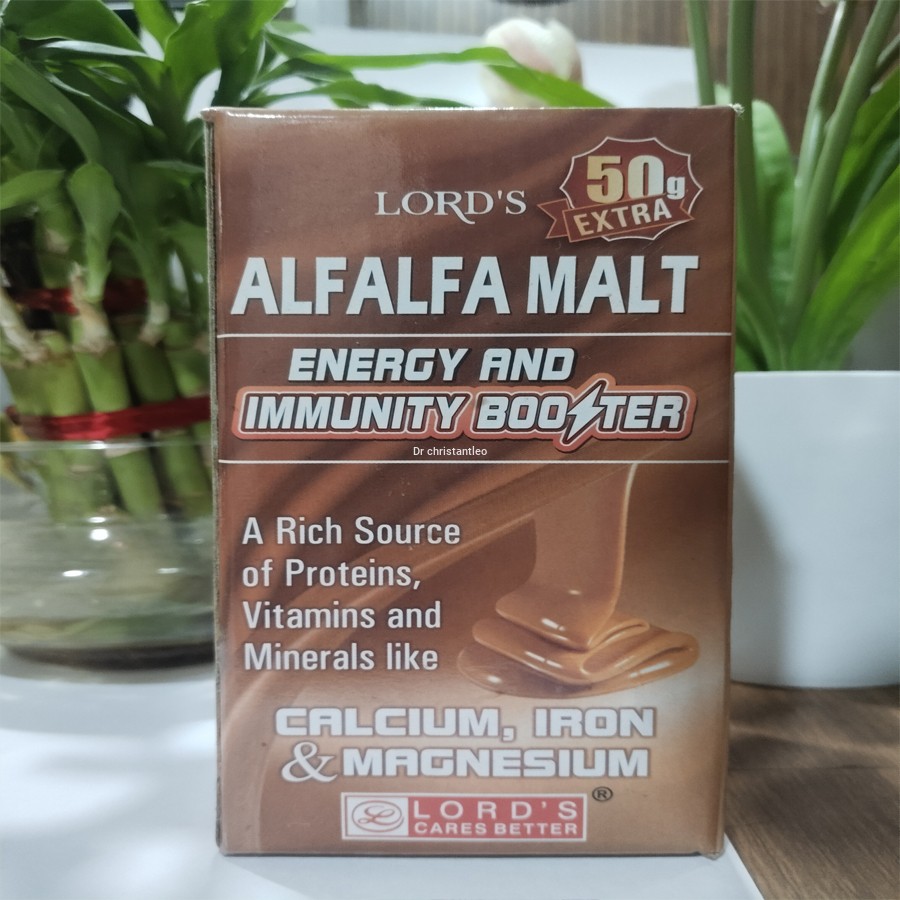 LORD'S
50g
EXTRA
ALFALFA MALT
ENERGY AND
IMMUNITY BOOSTER
Dr christantleo
A Rich Source
of Proteins,
Vitamins and
Minerals like
CALCIUM, IRON
& MAGNESIUM
LORD'S ®
CARES BETTER